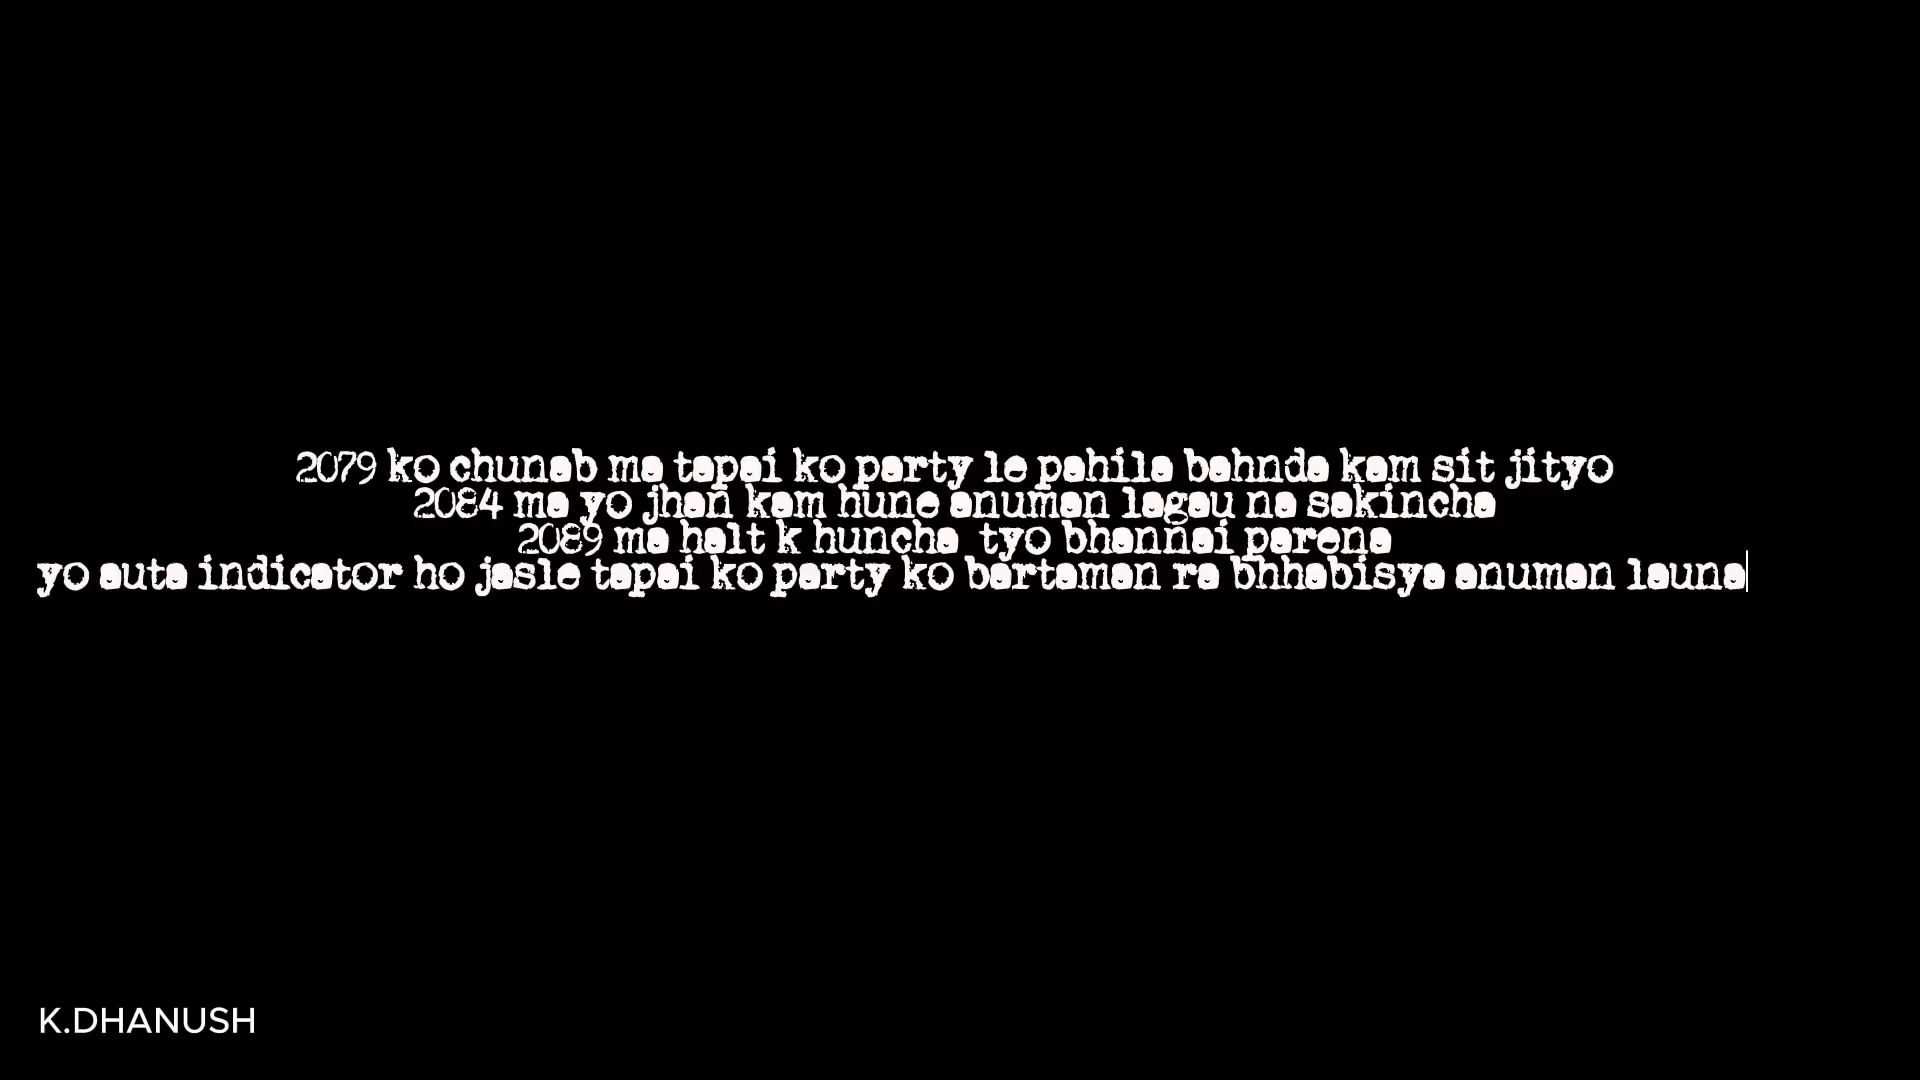 2079 ko chunab ma tapai ko party le pahila bahnda kam sit jityo
2084 ma yo jhan kam hune anuman lagau na sakincha
2089 ma halt k huncha tyo bhannai parena
yo auta indicator ho jasle tapai ko party ko bartaman ra bhhabisya anuman launa
K.DHANUSH